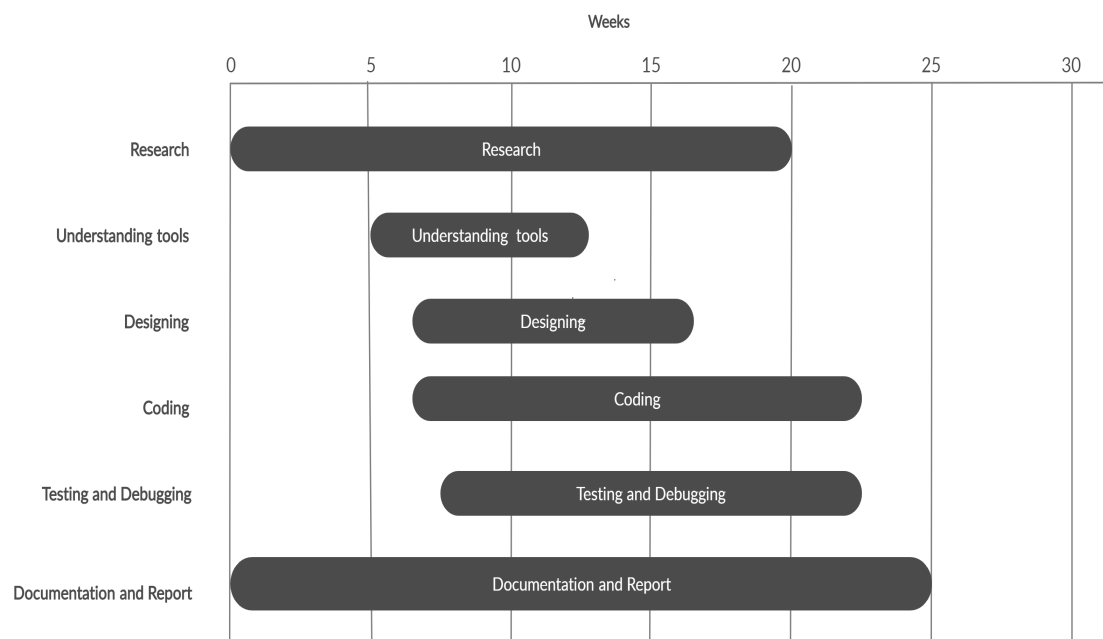 Weeks
0 5 10 15 20 25 30
Research Research
Understanding tools Understanding tools
Designing Designing
Coding Coding
Testing and Debugging Testing and Debugging
Documentation and Report Documentation and Report